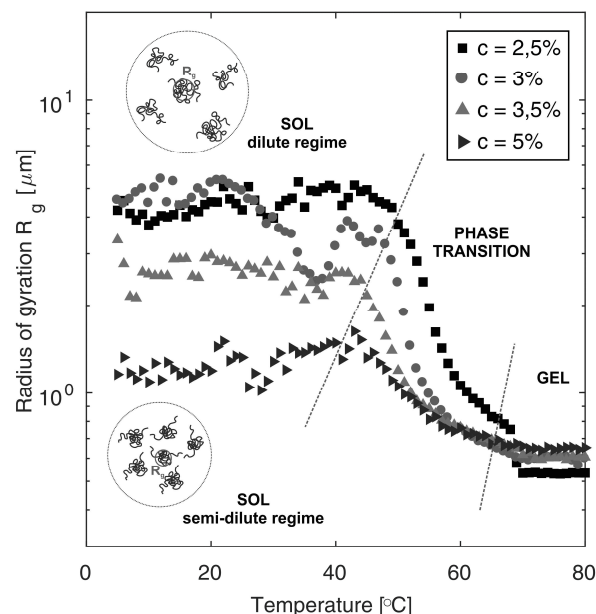 10¹
10⁰
Radius of gyration R g [μm]
R g
SOL
dilute regime
c = 2,5%
c = 3%
c = 3,5%
c = 5%
PHASE
TRANSITION
GEL
R g
SOL
semi-dilute regime
0
20
40
60
80
Temperature [°C]